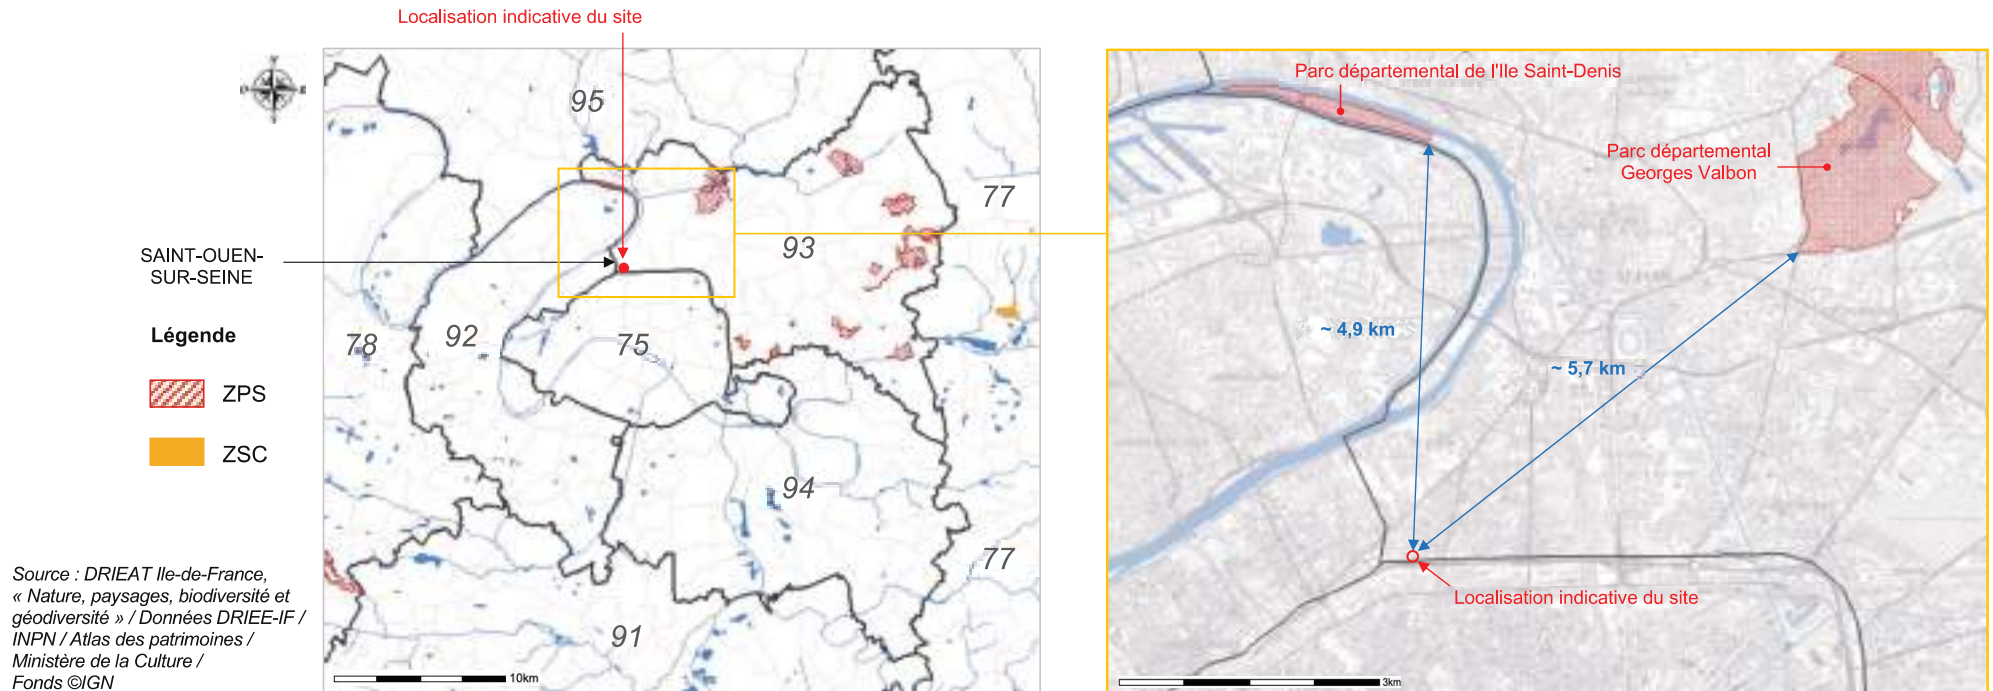 Localisation indicative du site
95
77
93
SAINT-OUEN-
SUR-SEINE
Légende
78
92
75
ZPS
ZSC
94
77
91
10km
Source : DRIEAT Ile-de-France,
« Nature, paysages, biodiversité et
géodiversité » / Données DRIEE-IF /
INPN / Atlas des patrimoines /
Ministère de la Culture /
Fonds ©IGN
Parc départemental de l'Ile Saint-Denis
Parc départemental
Georges Valbon
~ 4,9 km
~ 5,7 km
Localisation indicative du site
3km